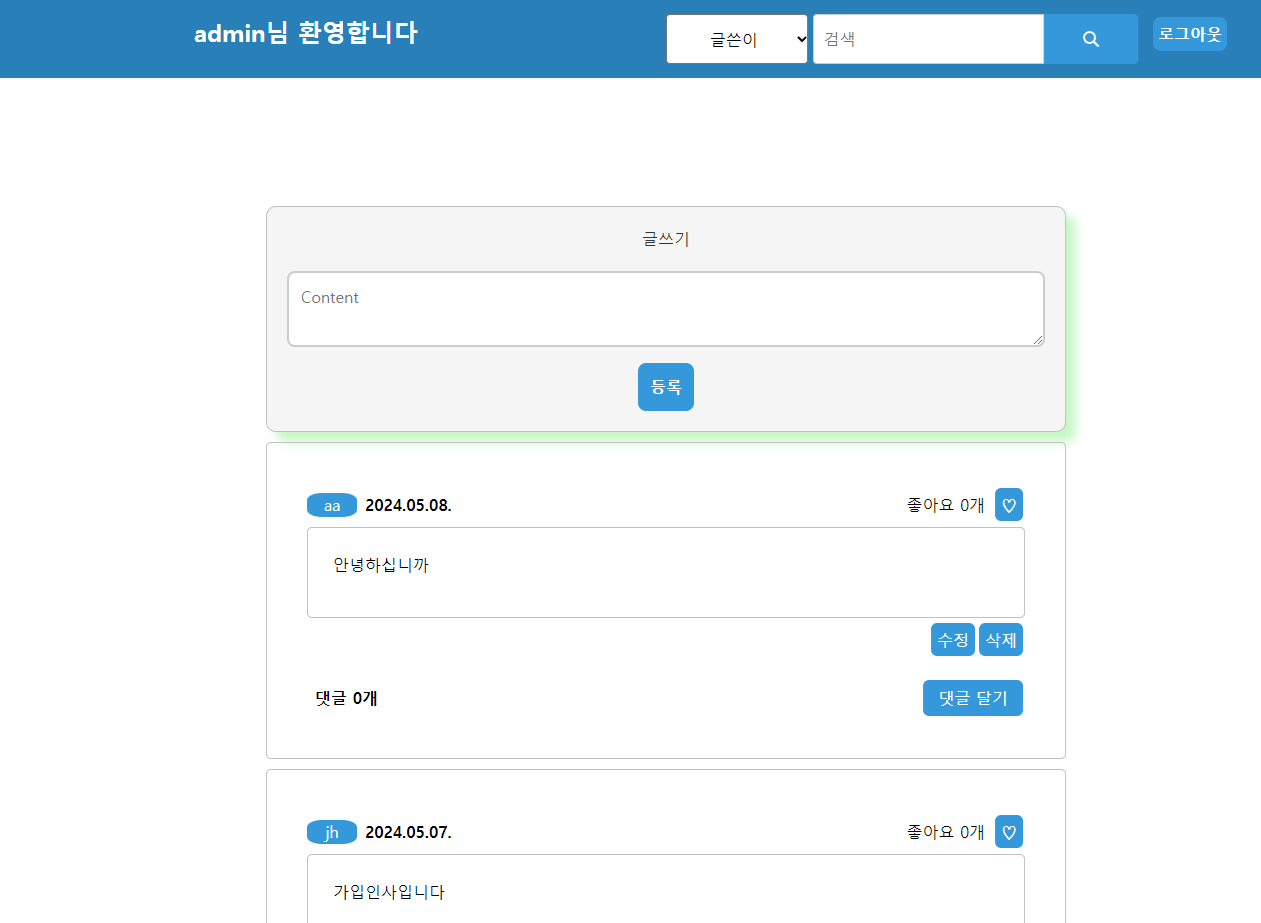 admin님 환영합니다 글쓴이 검색 로그아웃
글쓰기
Content
등록
aa 2024.05.08. 좋아요 0개
안녕하십니까
수정 삭제
댓글 0개 댓글 달기
jh 2024.05.07. 좋아요 0개
가입인사입니다